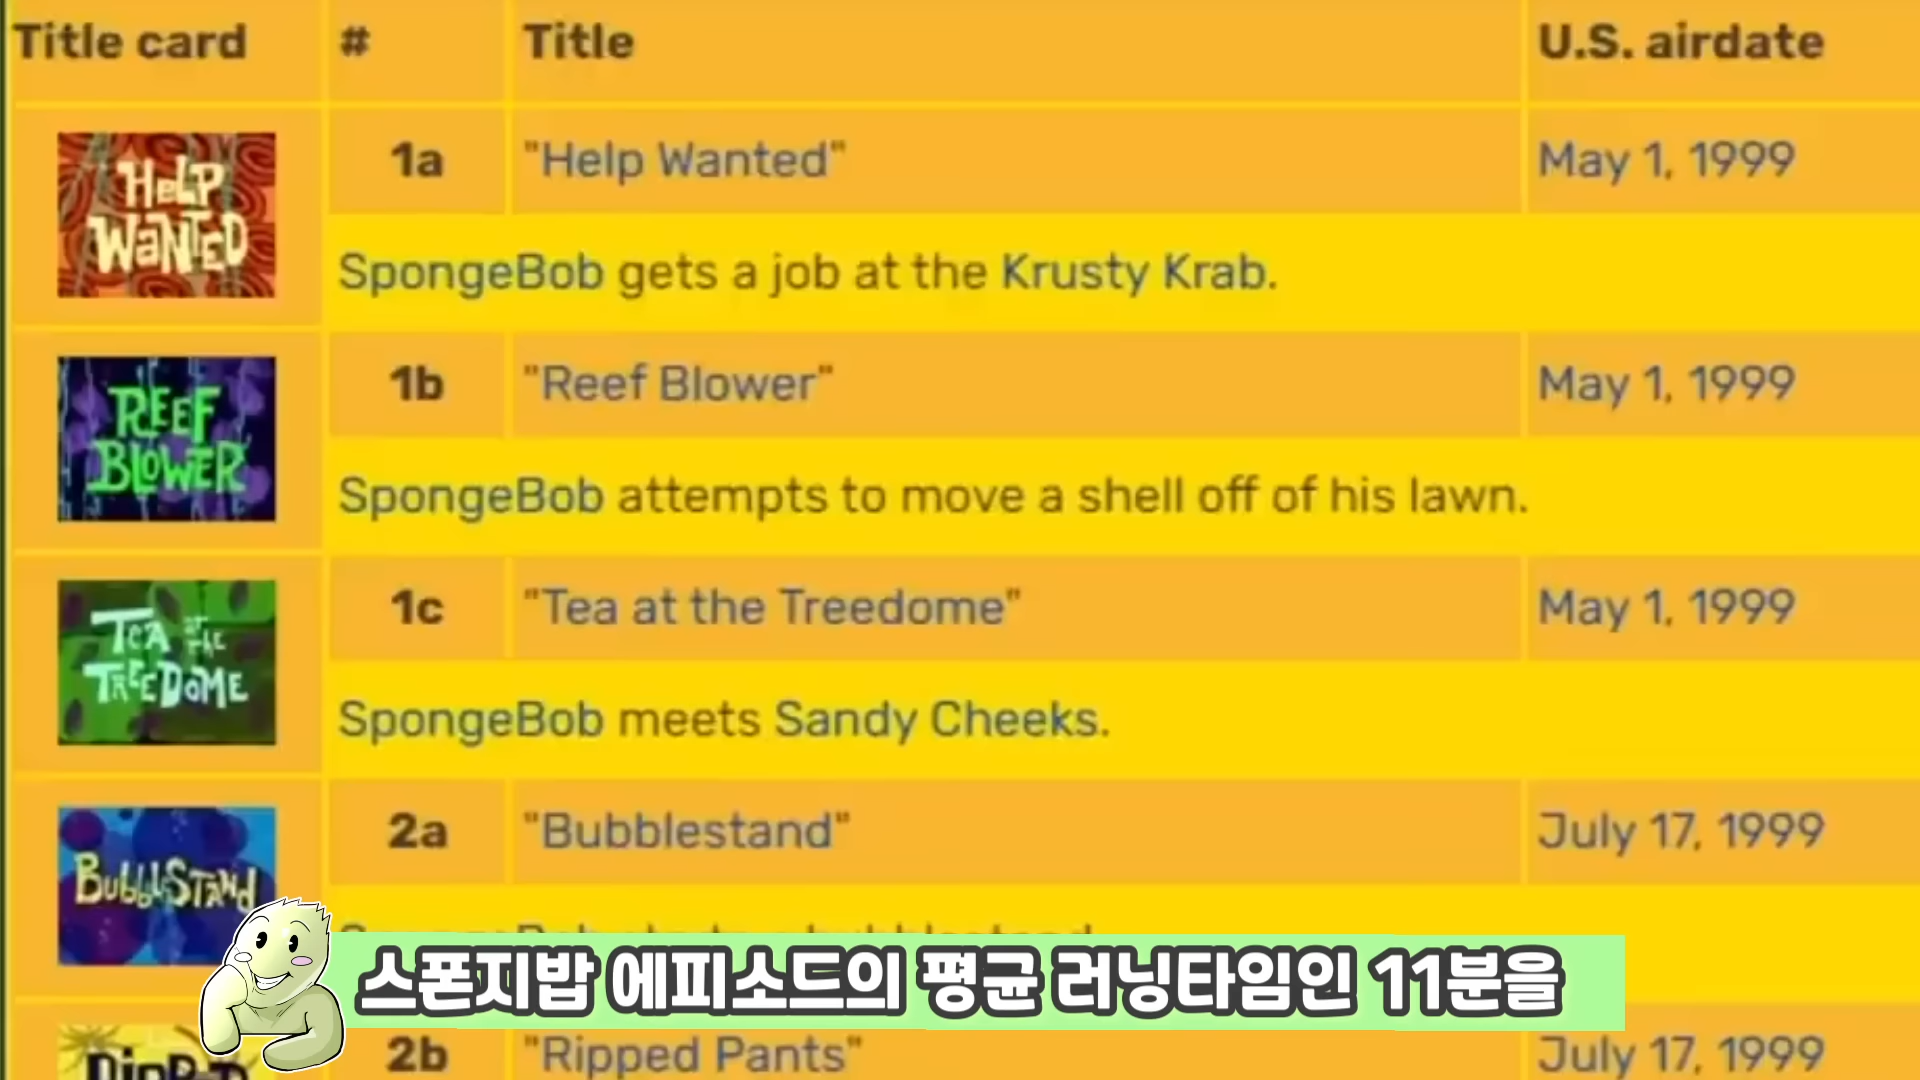 Title card # Title U.S. airdate
HELP WANTED
1a "Help Wanted" May 1, 1999
SpongeBob gets a job at the Krusty Krab.
REEF BLOWER
1b "Reef Blower" May 1, 1999
SpongeBob attempts to move a shell off of his lawn.
TEA AT THE TREEDOME
1c "Tea at the Treedome" May 1, 1999
SpongeBob meets Sandy Cheeks.
BUBBLESTAND
2a "Bubblestand" July 17, 1999
스폰지밥 에피소드의 평균 러닝타임인 11분을
2b "Ripped Pants" July 17, 1999